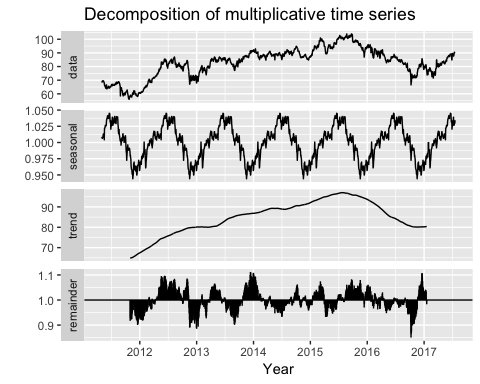 Decomposition of multiplicative time series
data
100
90
80
70
60
seasonal
1.050
1.025
1.000
0.975
0.950
trend
90
80
70
remainder
1.1
1.0
0.9
2012 2013 2014 2015 2016 2017
Year